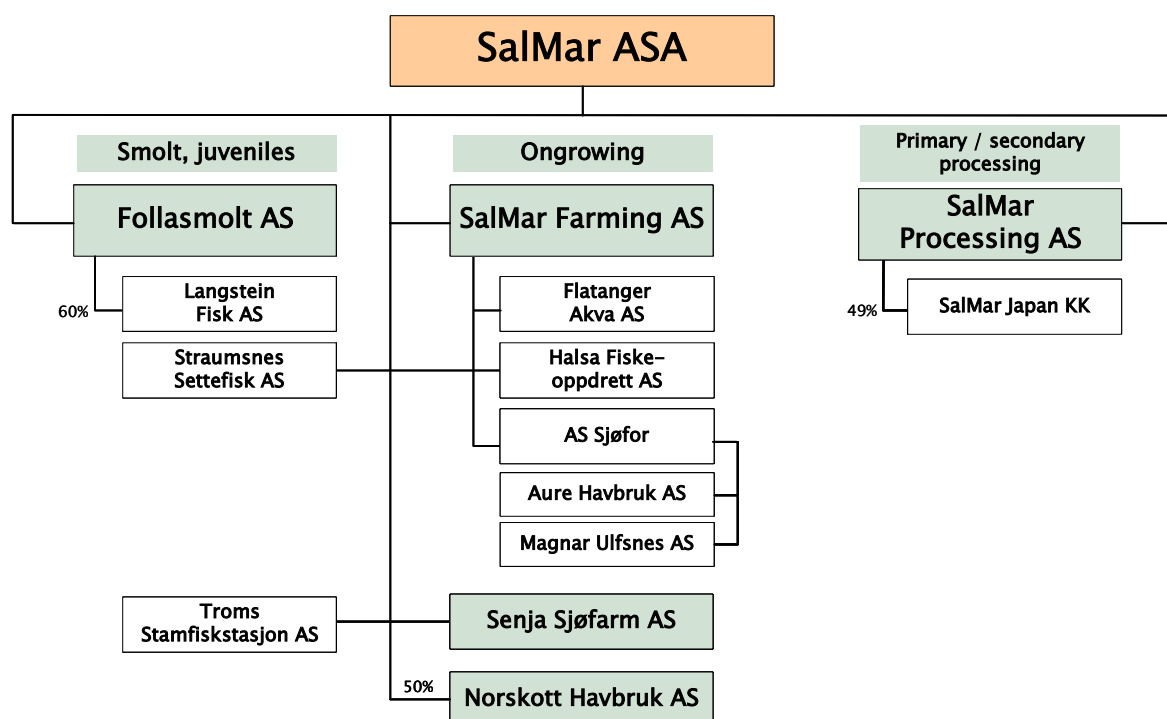 SalMar ASA
Smolt, juveniles
Ongrowing
Primary / secondary
processing
Follasmolt AS
SalMar Farming AS
SalMar
Processing AS
60%
Langstein
Fisk AS
Flatanger
Akva AS
49%
SalMar Japan KK
Straumsnes
Settefisk AS
Halsa Fiske-
oppdrett AS
AS Sjøfor
Aure Havbruk AS
Magnar Ulfsnes AS
Troms
Stamfiskstasjon AS
Senja Sjøfarm AS
50%
Norskott Havbruk AS